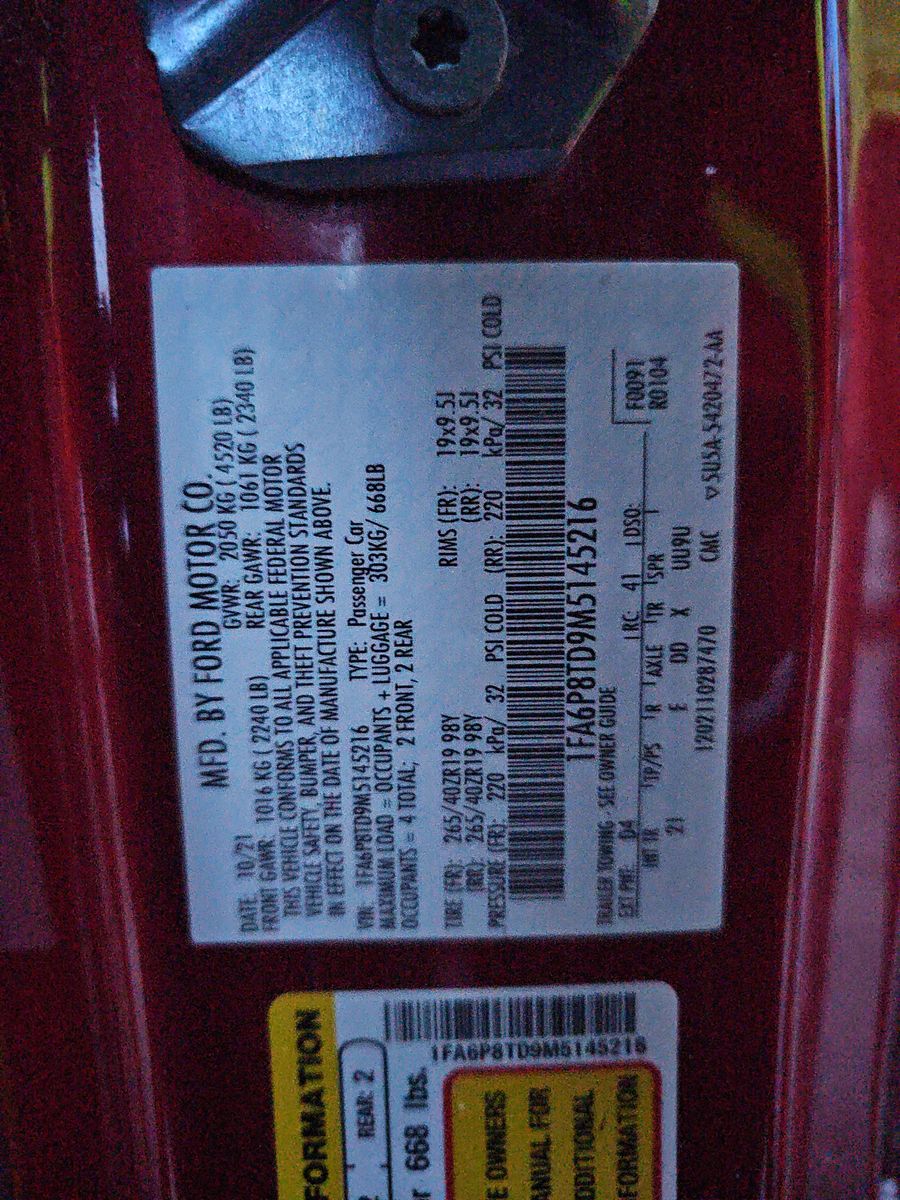 MFD. BY FORD MOTOR CO.
DATE: 10/21 GVWR: 2050 KG ( 4520 LB)
FRONT GAWR: 1016 KG ( 2240 LB) REAR GAWR: 1061 KG ( 2340 LB)
THIS VEHICLE CONFORMS TO ALL APPLICABLE FEDERAL MOTOR
VEHICLE SAFETY, BUMPER, AND THEFT PREVENTION STANDARDS
IN EFFECT ON THE DATE OF MANUFACTURE SHOWN ABOVE.
VIN: 1FA6P8TD9M5145216 TYPE: Passenger Car
MAXIMUM LOAD = OCCUPANTS + LUGGAGE = 303KG/ 668LB
OCCUPANTS = 4 TOTAL; 2 FRONT, 2 REAR
TIRE (FR): 265/40ZR19 98Y RIMS (FR): 19x9.5J
(RR): 265/40ZR19 98Y (RR): 19x9.5J
PRESSURE (FR): 220 kPa/ 32 PSI COLD (RR): 220 kPa/ 32 PSI COLD
1FA6P8TD9M5145216
TRAILER TOWING - SEE OWNER GUIDE
EXT PNT: D4 RC: 41 DSO: F0091
R0104
INT TR TP/PS R AXLE TR SPR
21 E DD X UU9U
CMC
▽5U5A-5420472-AA
FORMATION
REAR: 2
668 lbs.
1FA6P8TD9M5145216
OWNERS
ANUAL FOR
DDITIONAL
FORMATION